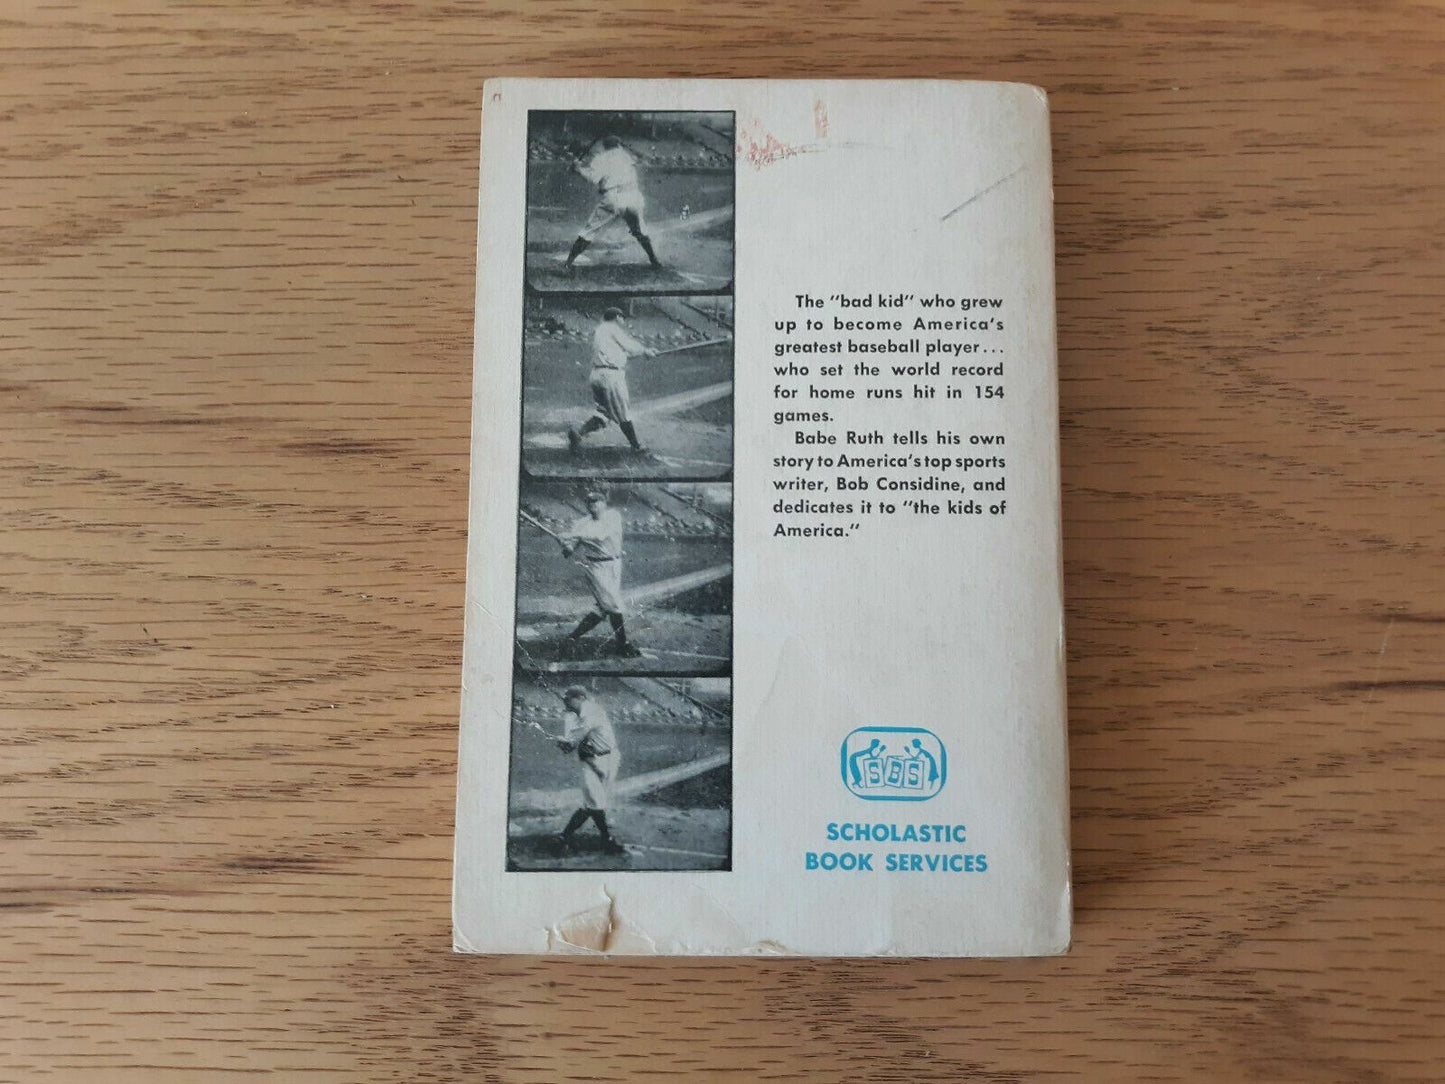 The "bad kid" who grew
up to become America's
greatest baseball player...
who set the world record
for home runs hit in 154
games.
Babe Ruth tells his own
story to America's top sports
writer, Bob Considine, and
dedicates it to "the kids of
America."
SBS
SCHOLASTIC
BOOK SERVICES